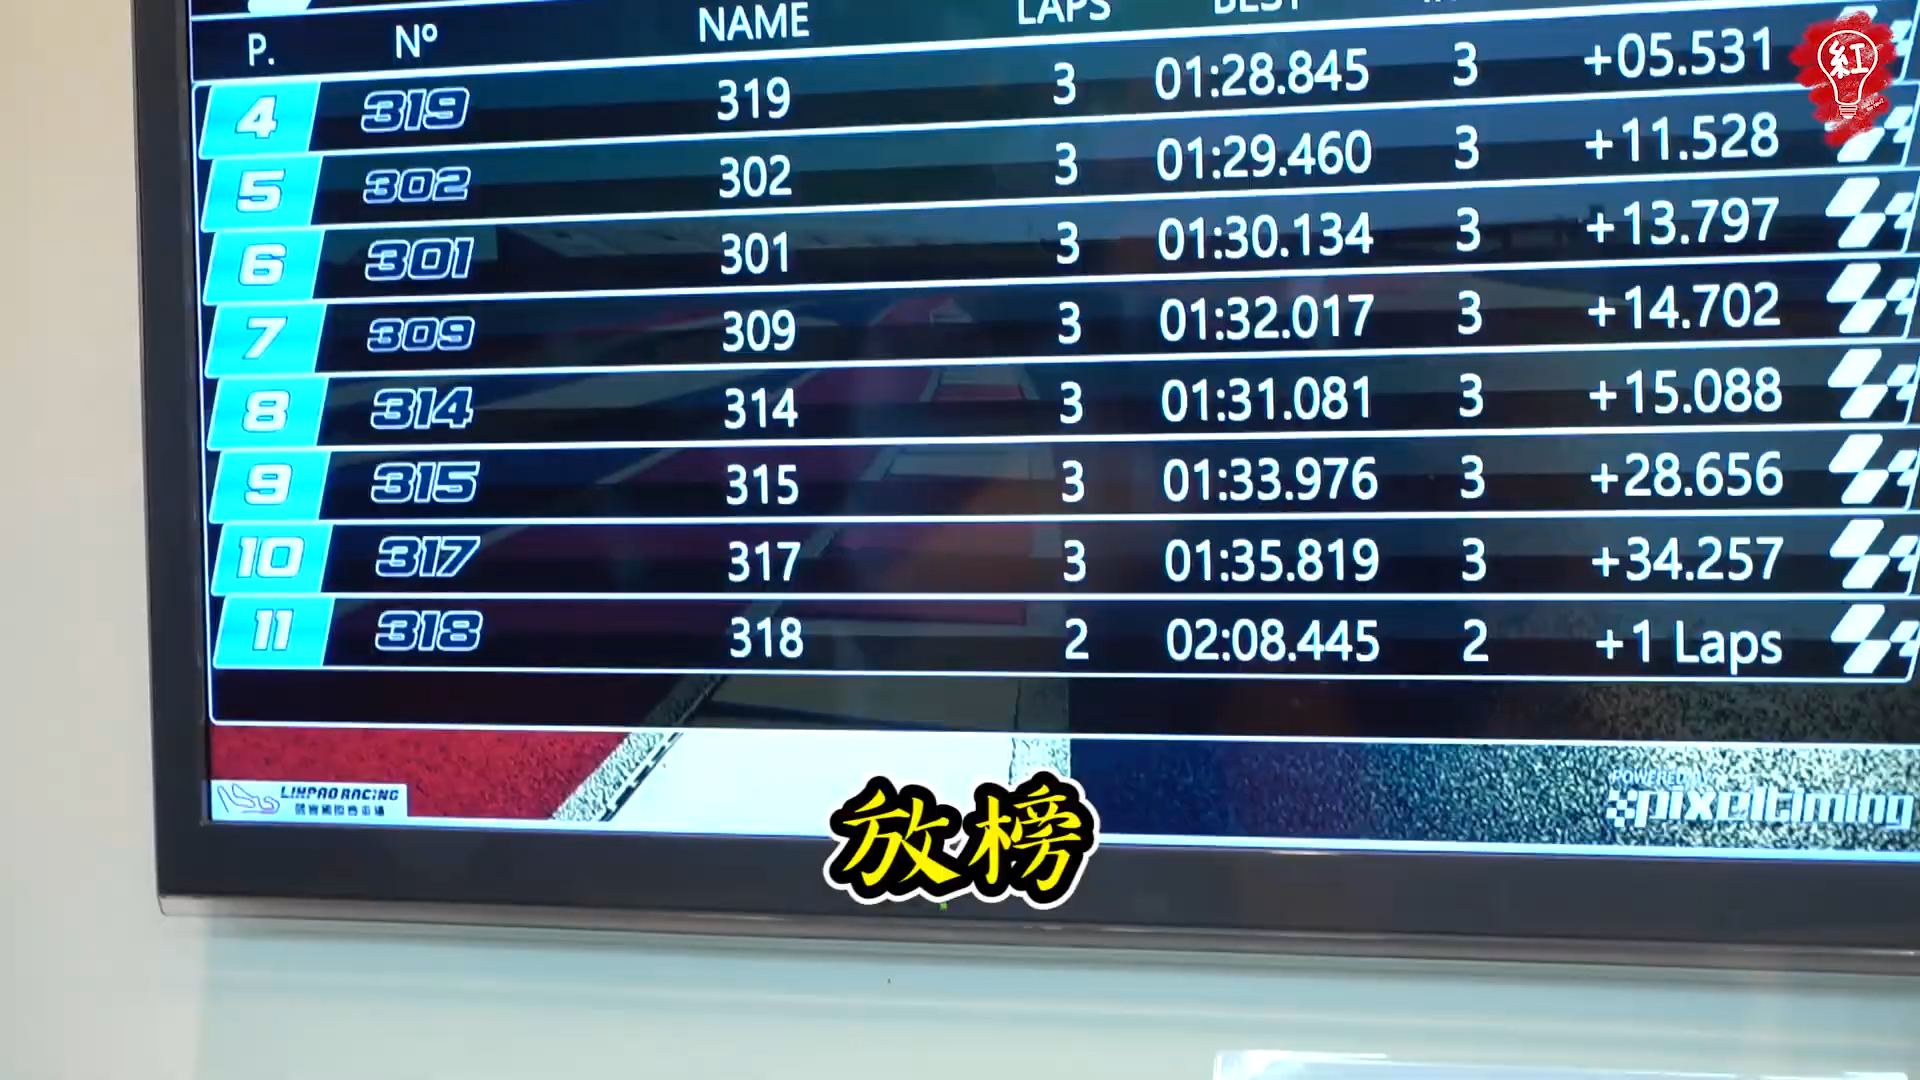 P. Nº NAME LAPS BEST
4 319 319 3 01:28.845 3 +05.531
5 302 302 3 01:29.460 3 +11.528
6 301 301 3 01:30.134 3 +13.797
7 309 309 3 01:32.017 3 +14.702
8 314 314 3 01:31.081 3 +15.088
9 315 315 3 01:33.976 3 +28.656
10 317 317 3 01:35.819 3 +34.257
11 318 318 2 02:08.445 2 +1 Laps
紅
LIHPAO RACING
POWERED BY
pixeltiming
放榜